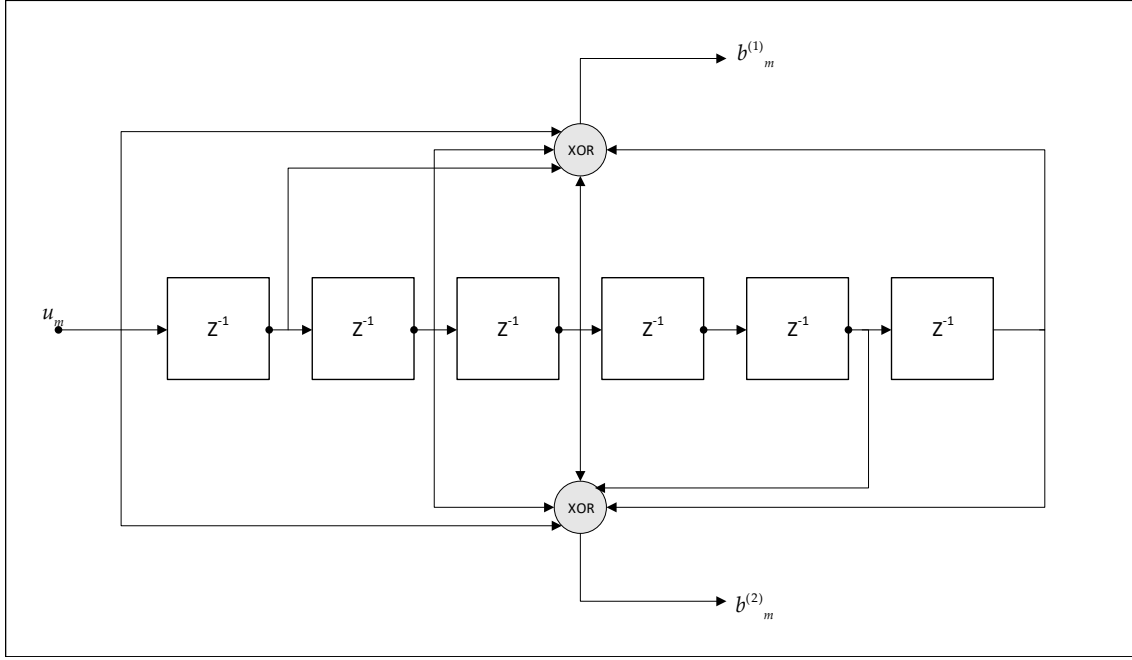 b⁽¹⁾ₘ
XOR
uₘ
Z⁻¹ Z⁻¹ Z⁻¹ Z⁻¹ Z⁻¹ Z⁻¹
XOR
b⁽²⁾ₘ